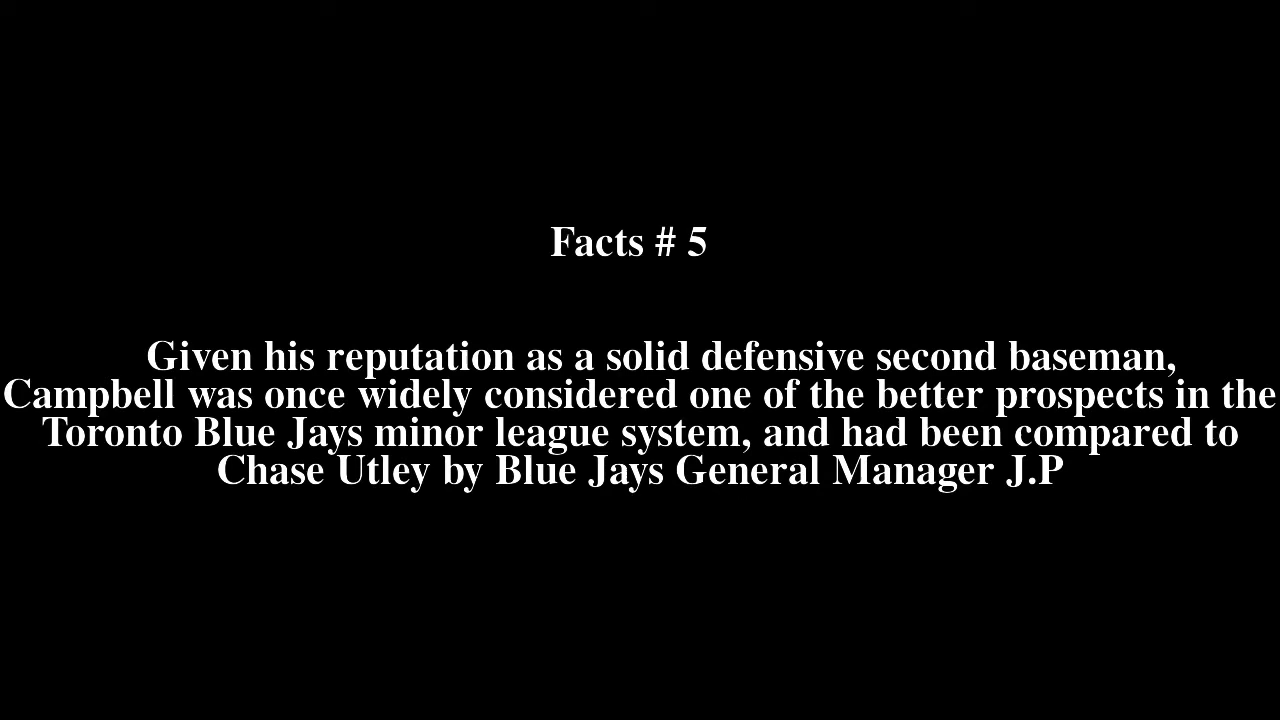 Facts # 5
Given his reputation as a solid defensive second baseman,
Campbell was once widely considered one of the better prospects in the
Toronto Blue Jays minor league system, and had been compared to
Chase Utley by Blue Jays General Manager J.P